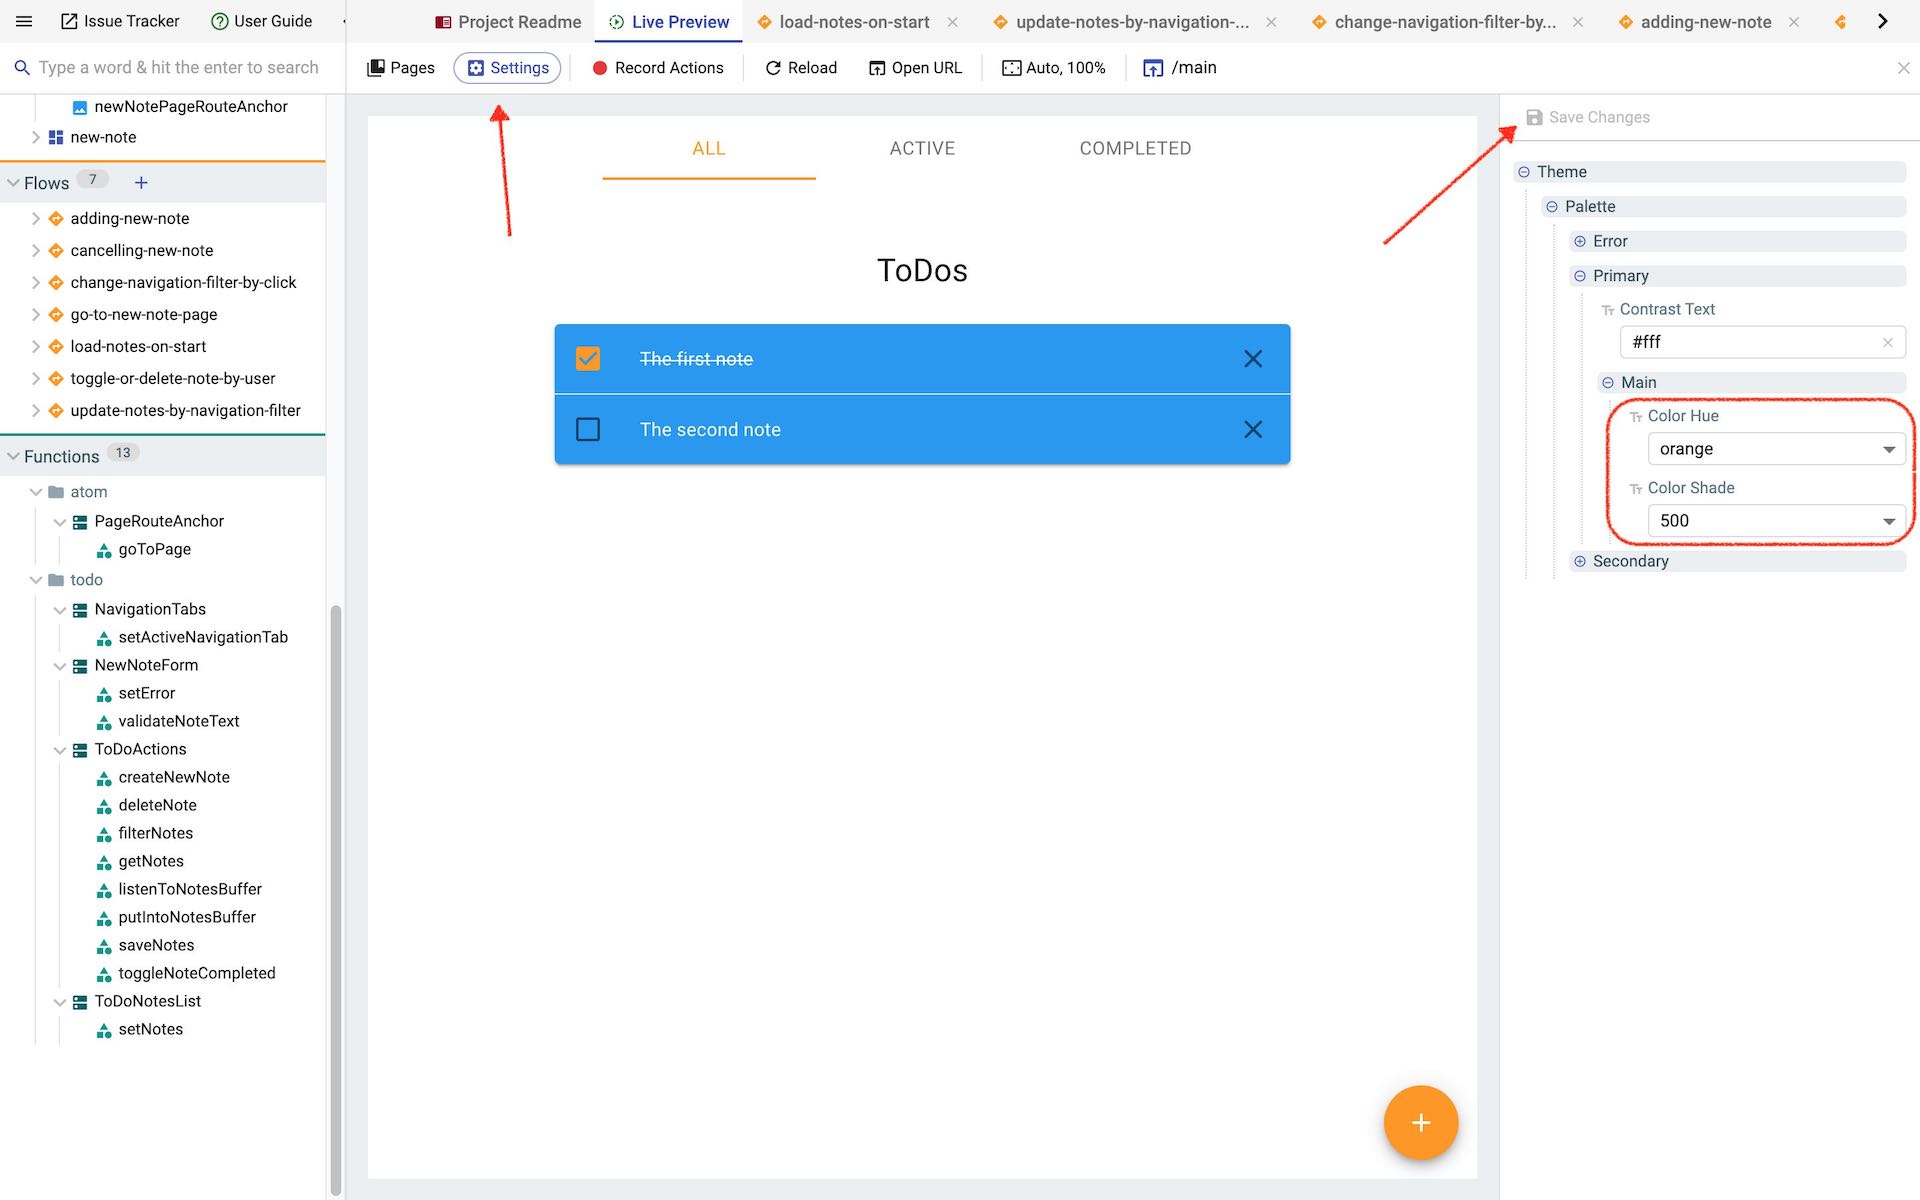 Issue Tracker
User Guide
Project Readme
Live Preview
load-notes-on-start
update-notes-by-navigation-...
change-navigation-filter-by...
adding-new-note
Type a word & hit the enter to search
Pages
Settings
Record Actions
Reload
Open URL
Auto, 100%
/main
newNotePageRouteAnchor
new-note
Flows 7
adding-new-note
cancelling-new-note
change-navigation-filter-by-click
go-to-new-note-page
load-notes-on-start
toggle-or-delete-note-by-user
update-notes-by-navigation-filter
Functions 13
atom
PageRouteAnchor
goToPage
todo
NavigationTabs
setActiveNavigationTab
NewNoteForm
setError
validateNoteText
ToDoActions
createNewNote
deleteNote
filterNotes
getNotes
listenToNotesBuffer
putIntoNotesBuffer
saveNotes
toggleNoteCompleted
ToDoNotesList
setNotes
ALL
ACTIVE
COMPLETED
ToDos
The first note
The second note
Save Changes
Theme
Palette
Error
Primary
Tт Contrast Text
#fff
Main
Tт Color Hue
orange
Tт Color Shade
500
Secondary